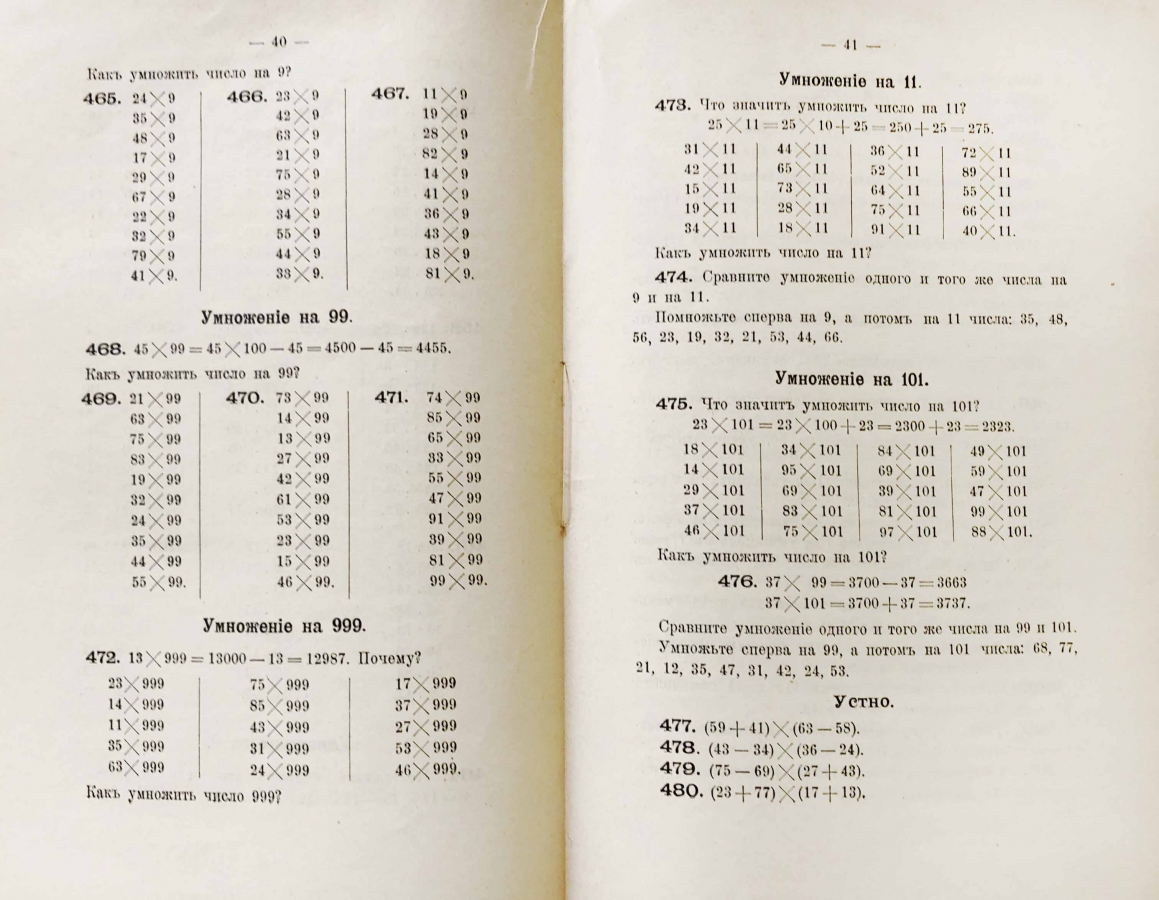 — 40 —
Какъ умножить число на 9?
465. 24×9 466. 23×9 467. 11×9
35×9 42×9 19×9
48×9 63×9 28×9
17×9 21×9 82×9
29×9 75×9 14×9
67×9 28×9 41×9
22×9 34×9 36×9
32×9 55×9 43×9
79×9 44×9 18×9
41×9. 33×9. 81×9.
Умноженіе на 99.
468. 45×99=45×100—45=4500—45=4455.
Какъ умножить число на 99?
469. 21×99 470. 73×99 471. 74×99
63×99 14×99 85×99
75×99 13×99 65×99
83×99 27×99 33×99
19×99 42×99 55×99
32×99 61×99 47×99
24×99 53×99 91×99
35×99 23×99 39×99
44×99 15×99 81×99
55×99. 46×99. 99×99.
Умноженіе на 999.
472. 13×999=13000—13=12987. Почему?
23×999 75×999 17×999
14×999 85×999 37×999
11×999 43×999 27×999
35×999 31×999 53×999
63×999 24×999 46×999.
Какъ умножить число 999?
— 41 —
Умноженіе на 11.
473. Что значитъ умножить число на 11?
25×11=25×10+25=250+25=275.
31×11 44×11 36×11 72×11
42×11 65×11 52×11 89×11
15×11 73×11 64×11 55×11
19×11 28×11 75×11 66×11
34×11 18×11 91×11 40×11.
Какъ умножить число на 11?
474. Сравните умноженіе одного и того же числа на
9 и на 11.
Помножьте сперва на 9, а потомъ на 11 числа: 35, 48,
56, 23, 19, 32, 21, 53, 44, 66.
Умноженіе на 101.
475. Что значитъ умножить число на 101?
23×101=23×100+23=2300+23=2323.
18×101 34×101 84×101 49×101
14×101 95×101 69×101 59×101
29×101 69×101 39×101 47×101
37×101 83×101 81×101 99×101
46×101 75×101 97×101 88×101.
Какъ умножить число на 101?
476. 37× 99=3700—37=3663
37×101=3700+37=3737.
Сравните умноженіе одного и того же числа на 99 и 101.
Умножьте сперва на 99, а потомъ на 101 числа: 68, 77,
21, 12, 35, 47, 31, 42, 24, 53.
Устно.
477. (59+41)×(63—58).
478. (43—34)×(36—24).
479. (75—69)×(27+43).
480. (23+77)×(17+13).